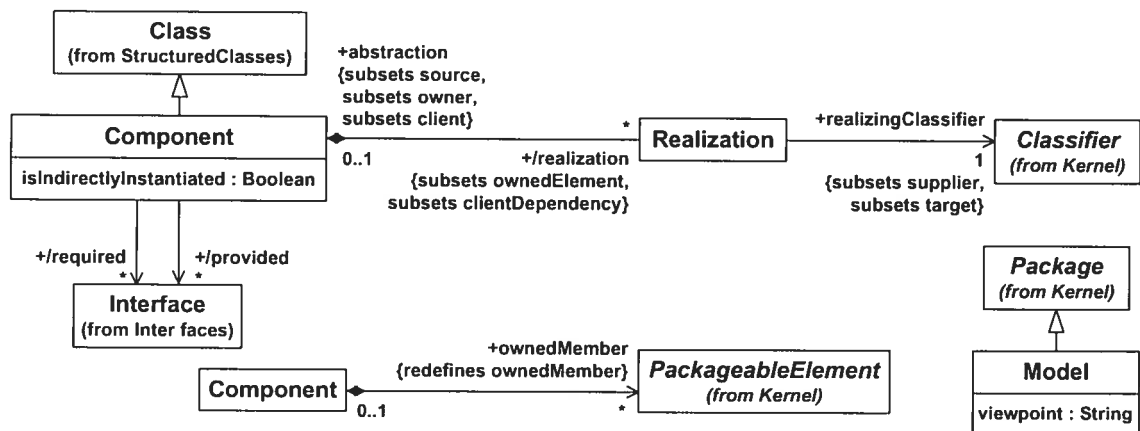 Class
(from StructuredClasses)
+abstraction
{subsets source,
subsets owner,
subsets client}
Component
isIndirectlyInstantiated : Boolean
0..1
*
+/realization
{subsets ownedElement,
subsets clientDependency}
Realization
+realizingClassifier
1
{subsets supplier,
subsets target}
Classifier
(from Kernel)
+/required
*
+/provided
*
Interface
(from Inter faces)
Package
(from Kernel)
Component
0..1
+ownedMember
{redefines ownedMember}
*
PackageableElement
(from Kernel)
Model
viewpoint : String